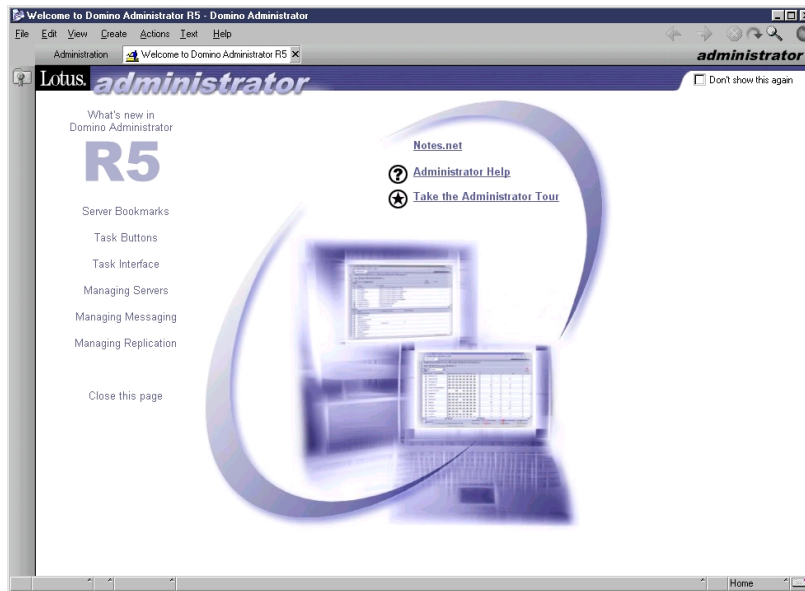 Welcome to Domino Administrator R5 - Domino Administrator
File Edit View Create Actions Text Help
Administration
Welcome to Domino Administrator R5
administrator
Lotus. administrator
Don't show this again
What's new in
Domino Administrator
R5
Server Bookmarks
Task Buttons
Task Interface
Managing Servers
Managing Messaging
Managing Replication
Close this page
Notes.net
Administrator Help
Take the Administrator Tour
Home